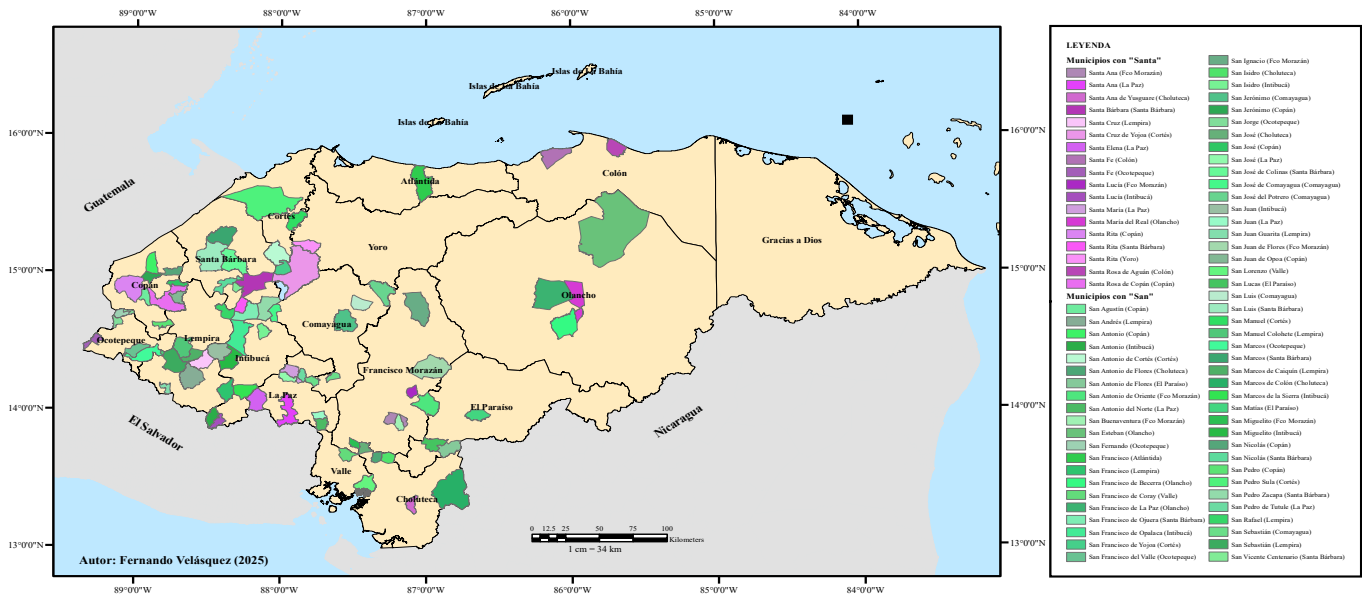 89°0'0"W 88°0'0"W 87°0'0"W 86°0'0"W 85°0'0"W 84°0'0"W
16°0'0"N
15°0'0"N
14°0'0"N
13°0'0"N
16°0'0"N
15°0'0"N
14°0'0"N
13°0'0"N
Islas de La Bahía
Islas de La Bahía
Islas de La Bahía
Guatemala
Atlántida
Colón
Cortés
Yoro
Gracias a Dios
Santa Bárbara
Copán
Olancho
Comayagua
Ocotepeque
Lempira
Intibucá
Francisco Morazán
La Paz
El Paraíso
El Salvador
Nicaragua
Valle
Choluteca
0 12.5 25 50 75 100
Kilometers
1 cm = 34 km
Autor: Fernando Velásquez (2025)
89°0'0"W 88°0'0"W 87°0'0"W 86°0'0"W 85°0'0"W 84°0'0"W
LEYENDA
Municipios con "Santa"
Santa Ana (Fco Morazán)
Santa Ana (La Paz)
Santa Ana de Yusguare (Choluteca)
Santa Bárbara (Santa Bárbara)
Santa Cruz (Lempira)
Santa Cruz de Yojoa (Cortés)
Santa Elena (La Paz)
Santa Fe (Colón)
Santa Fe (Ocotepeque)
Santa Lucía (Fco Morazán)
Santa Lucía (Intibucá)
Santa María (La Paz)
Santa María del Real (Olancho)
Santa Rita (Copán)
Santa Rita (Santa Bárbara)
Santa Rita (Yoro)
Santa Rosa de Aguán (Colón)
Santa Rosa de Copán (Copán)
Municipios con "San"
San Agustín (Copán)
San Andrés (Lempira)
San Antonio (Copán)
San Antonio (Intibucá)
San Antonio de Cortés (Cortés)
San Antonio de Flores (Choluteca)
San Antonio de Flores (El Paraíso)
San Antonio de Oriente (Fco Morazán)
San Antonio del Norte (La Paz)
San Buenaventura (Fco Morazán)
San Esteban (Olancho)
San Fernando (Ocotepeque)
San Francisco (Atlántida)
San Francisco (Lempira)
San Francisco de Becerra (Olancho)
San Francisco de Coray (Valle)
San Francisco de La Paz (Olancho)
San Francisco de Ojuera (Santa Bárbara)
San Francisco de Opalaca (Intibucá)
San Francisco de Yojoa (Cortés)
San Francisco del Valle (Ocotepeque)
San Ignacio (Fco Morazán)
San Isidro (Choluteca)
San Isidro (Intibucá)
San Jerónimo (Comayagua)
San Jerónimo (Copán)
San Jorge (Ocotepeque)
San José (Choluteca)
San José (Copán)
San José (La Paz)
San José de Colinas (Santa Bárbara)
San José de Comayagua (Comayagua)
San José del Potrero (Comayagua)
San Juan (Intibucá)
San Juan (La Paz)
San Juan Guarita (Lempira)
San Juan de Flores (Fco Morazán)
San Juan de Opoa (Copán)
San Lorenzo (Valle)
San Lucas (El Paraíso)
San Luis (Comayagua)
San Luis (Santa Bárbara)
San Manuel (Cortés)
San Manuel Colohete (Lempira)
San Marcos (Ocotepeque)
San Marcos (Santa Bárbara)
San Marcos de Caiquín (Lempira)
San Marcos de Colón (Choluteca)
San Marcos de la Sierra (Intibucá)
San Matías (El Paraíso)
San Miguelito (Fco Morazán)
San Miguelito (Intibucá)
San Nicolás (Copán)
San Nicolás (Santa Bárbara)
San Pedro (Copán)
San Pedro Sula (Cortés)
San Pedro Zacapa (Santa Bárbara)
San Pedro de Tutule (La Paz)
San Rafael (Lempira)
San Sebastián (Comayagua)
San Sebastián (Lempira)
San Vicente Centenario (Santa Bárbara)